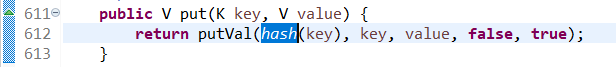 611 public V put(K key, V value) {
612 return putVal(hash(key), key, value, false, true);
613 }